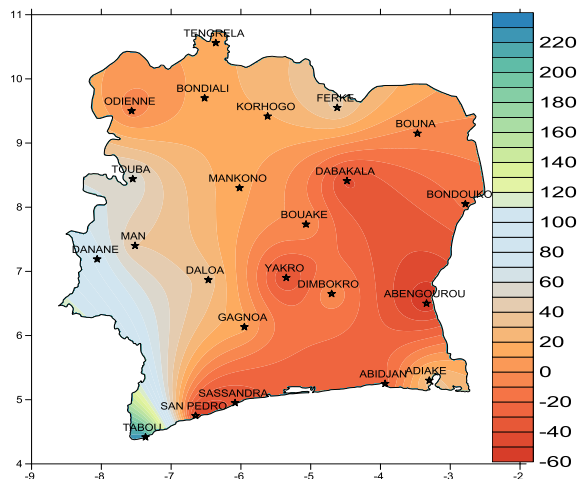 11
TENGRELA
220
10
200
BONDIALI
ODIENNE
FERKE
KORHOGO
180
160
BOUNA
9
140
TOUBA
DABAKALA
120
MANKONO
BONDOUKO
8
100
BOUAKE
MAN
DANANE
80
YAKRO
DALOA
7
60
DIMBOKRO
ABENGOUROU
40
GAGNOA
6
20
0
ABIDJAN
ADIAKE
SASSANDRA
-20
5
SAN PEDRO
-40
TABOU
-60
4
-9
-8
-7
-6
-5
-4
-3
-2